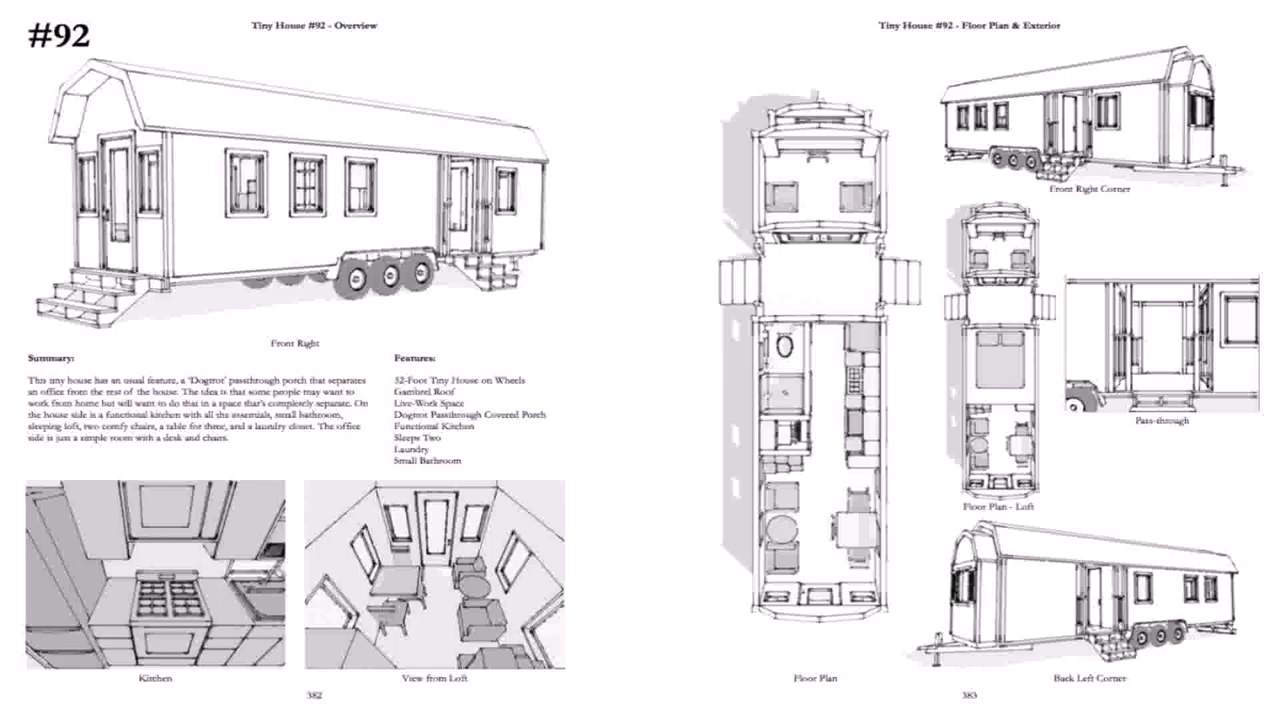 #92
Tiny House #92 - Overview
Front Right
Summary:
This tiny house has an usual feature, a 'Dogtrot' passthrough porch that separates
an office from the rest of the house. The idea is that some people may want to
work from home but will want to do that in a space that's completely separate. On
the house side is a functional kitchen with all the essentials, small bathroom,
sleeping loft, two comfy chairs, a table for three, and a laundry closet. The office
side is just a simple room with a desk and chairs.
Features:
32-Foot Tiny House on Wheels
Gambrel Roof
Live-Work Space
Dogtrot Passthrough Covered Porch
Functional Kitchen
Sleeps Two
Laundry
Small Bathroom
Kitchen
View from Loft
382
Tiny House #92 - Floor Plan & Exterior
Front Right Corner
Pass-through
Floor Plan - Loft
Floor Plan
Back Left Corner
383